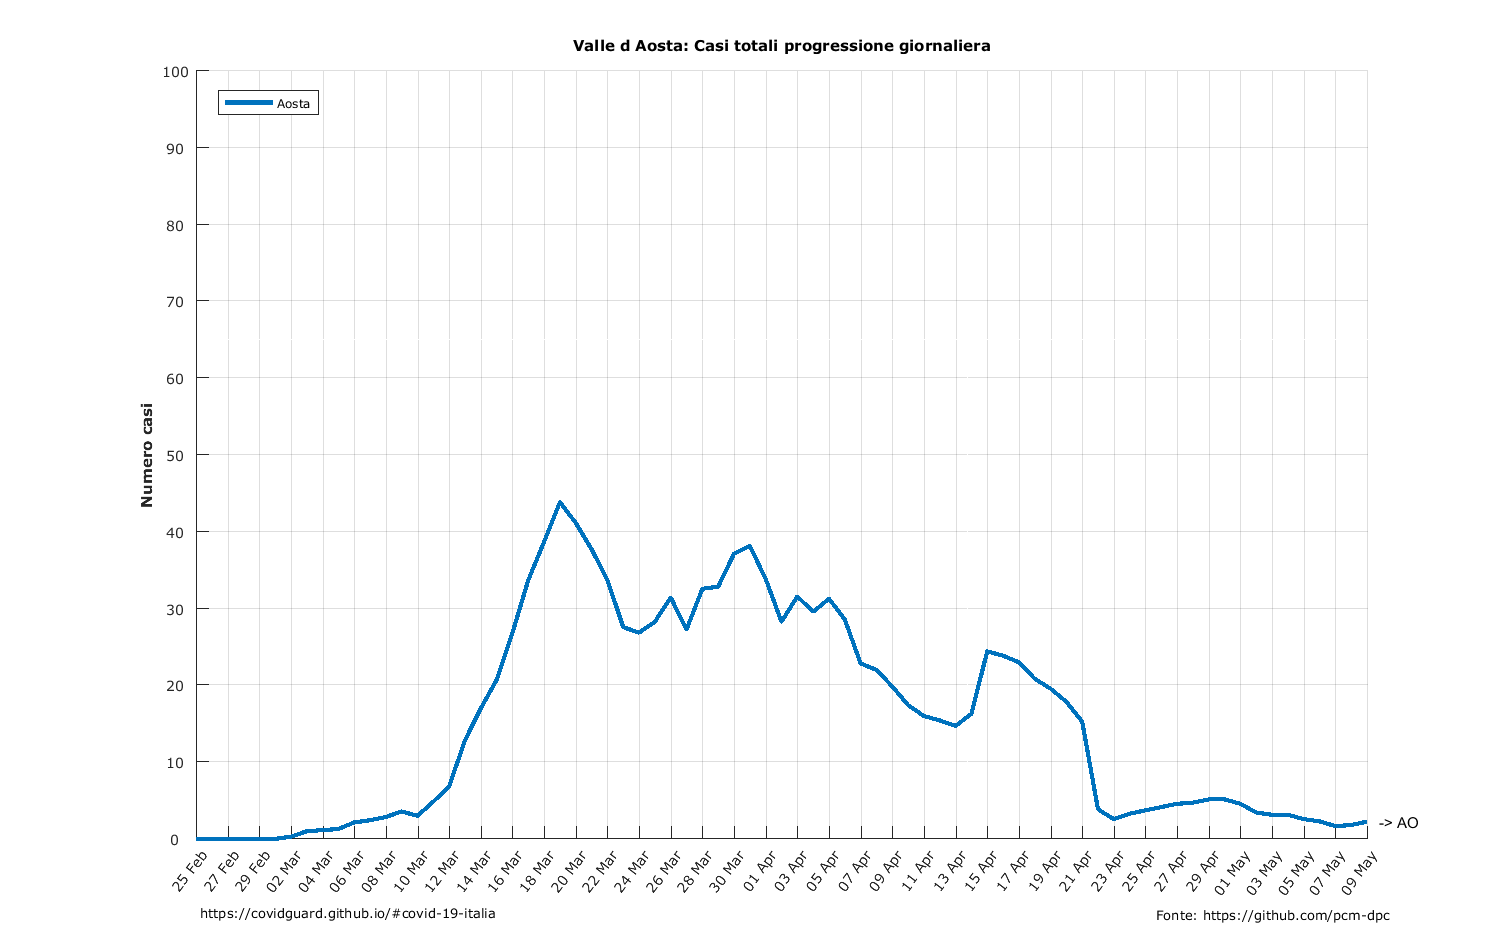 Valle d Aosta: Casi totali progressione giornaliera
Aosta
Numero casi
100
90
80
70
60
50
40
30
20
10
0
-> AO
25 Feb
27 Feb
29 Feb
02 Mar
04 Mar
06 Mar
08 Mar
10 Mar
12 Mar
14 Mar
16 Mar
18 Mar
20 Mar
22 Mar
24 Mar
26 Mar
28 Mar
30 Mar
01 Apr
03 Apr
05 Apr
07 Apr
09 Apr
11 Apr
13 Apr
15 Apr
17 Apr
19 Apr
21 Apr
23 Apr
25 Apr
27 Apr
29 Apr
01 May
03 May
05 May
07 May
09 May
https://covidguard.github.io/#covid-19-italia
Fonte: https://github.com/pcm-dpc